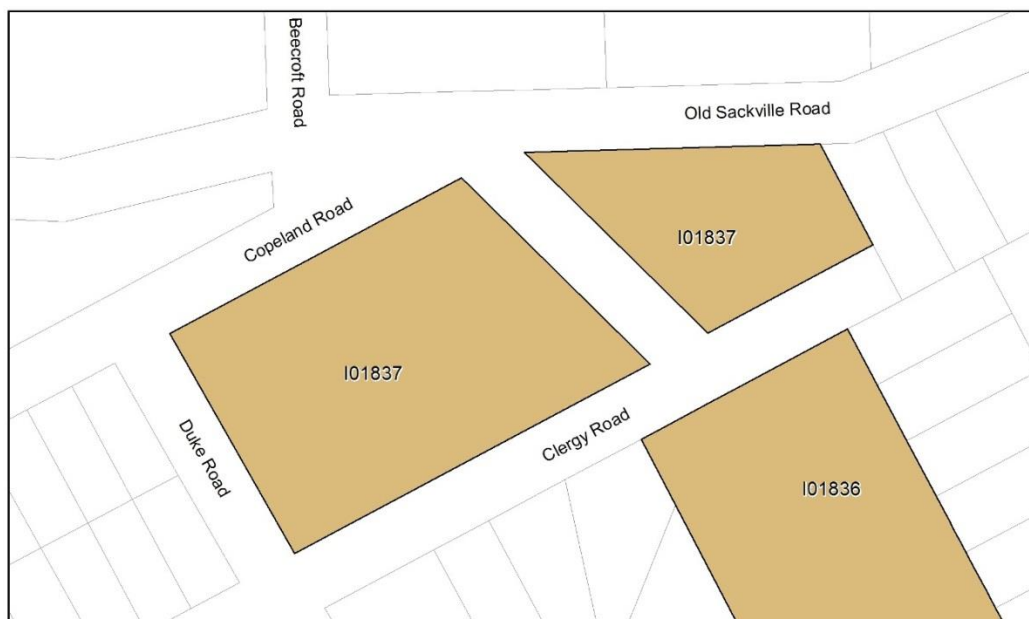 Beecroft Road
Old Sackville Road
Copeland Road
I01837
I01837
Duke Road
Clergy Road
I01836